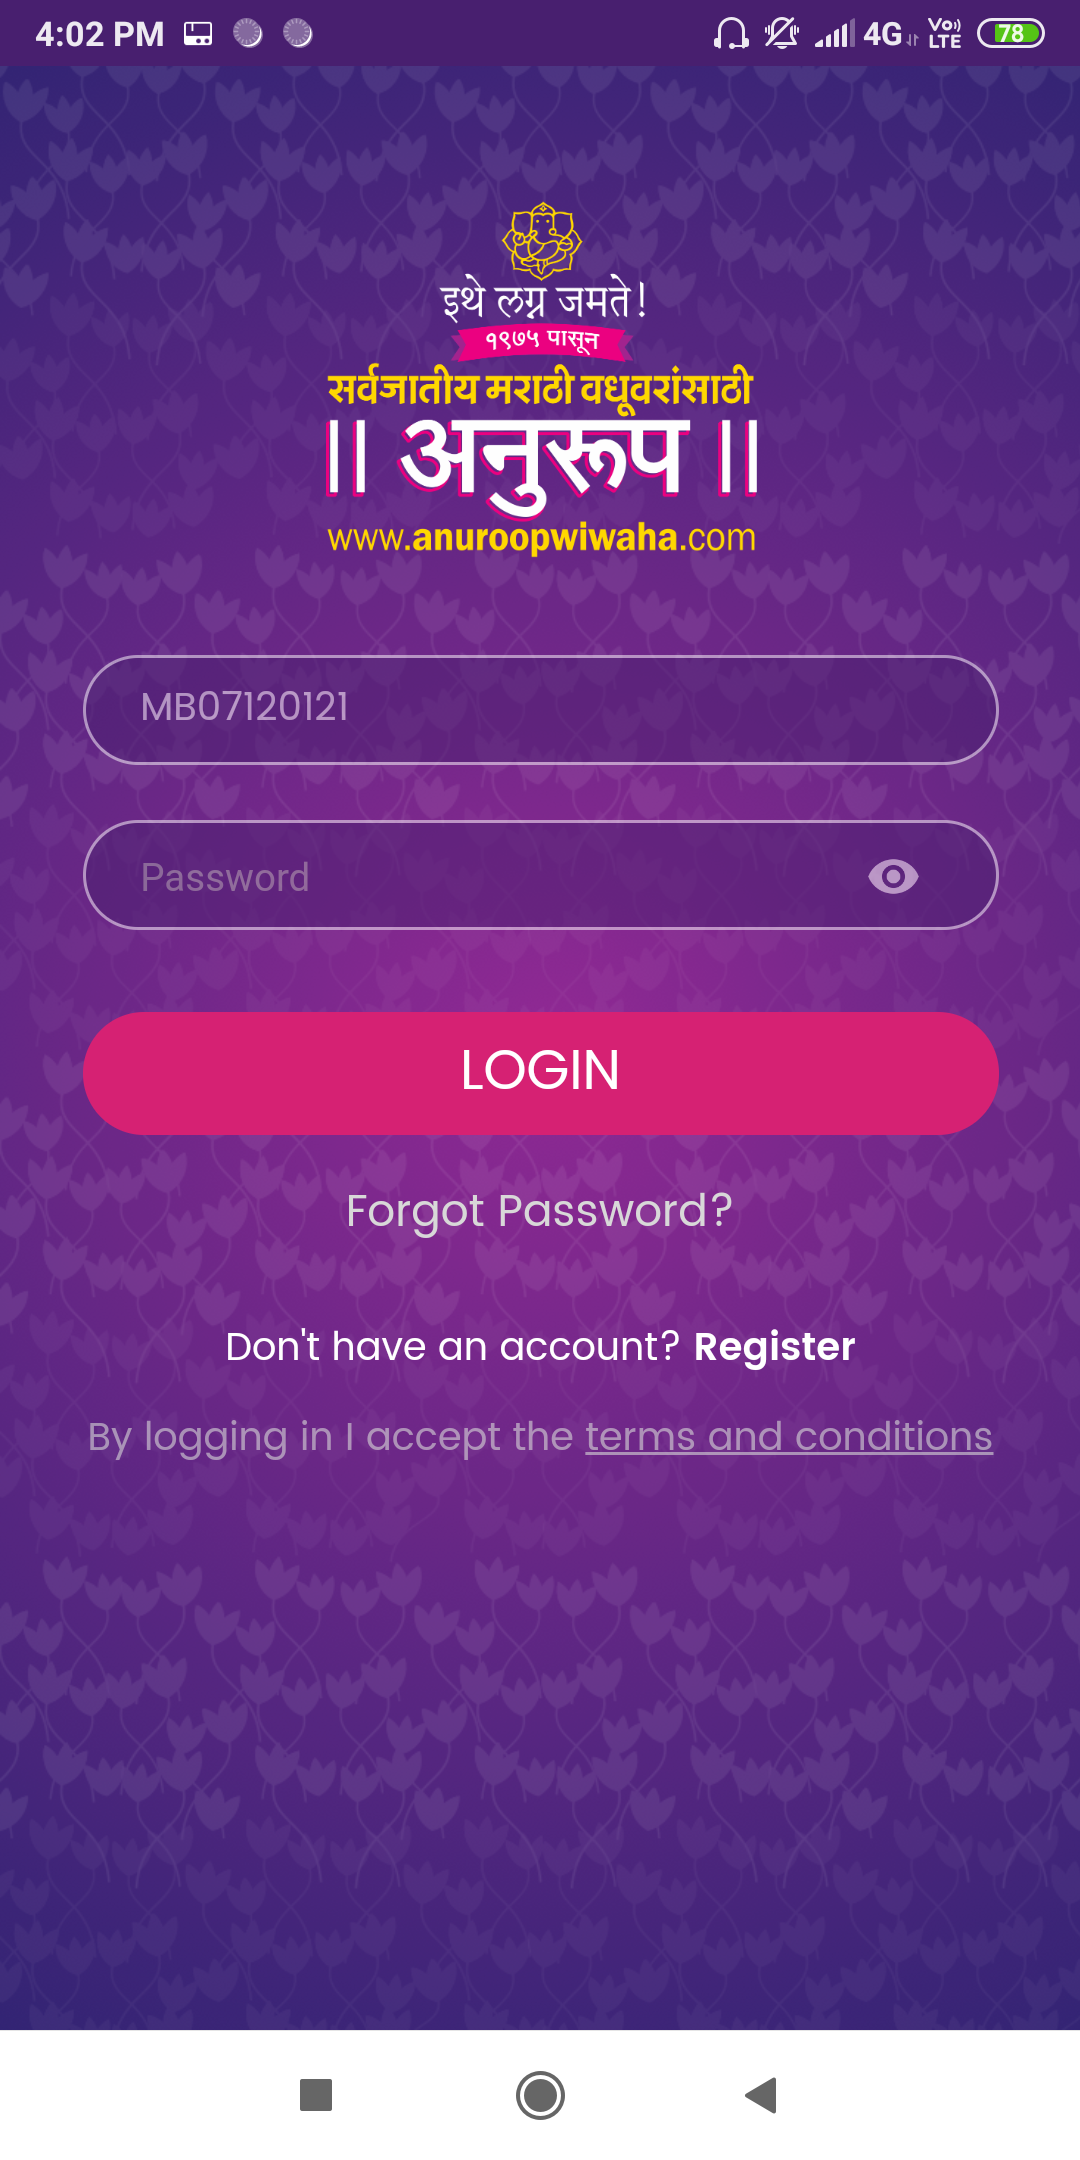 4:02 PM 4G Vo LTE 78
इथे लग्न जमते!
१९७५ पासून
सर्वजातीय मराठी वधूवरांसाठी
॥ अनुरूप ॥
www.anuroopwiwaha.com
MB07120121
Password
LOGIN
Forgot Password?
Don't have an account? Register
By logging in I accept the terms and conditions